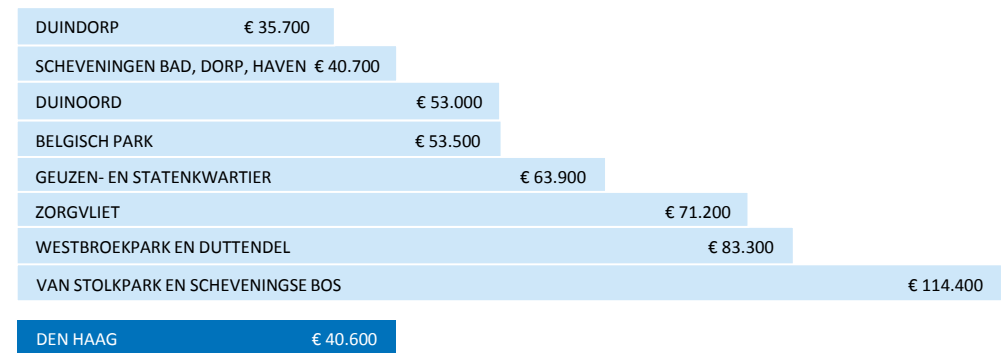 DUINDORP € 35.700
SCHEVENINGEN BAD, DORP, HAVEN € 40.700
DUINOORD € 53.000
BELGISCH PARK € 53.500
GEUZEN- EN STATENKWARTIER € 63.900
ZORGVLIET € 71.200
WESTBROEKPARK EN DUTTENDEL € 83.300
VAN STOLKPARK EN SCHEVENINGSE BOS € 114.400
DEN HAAG € 40.600